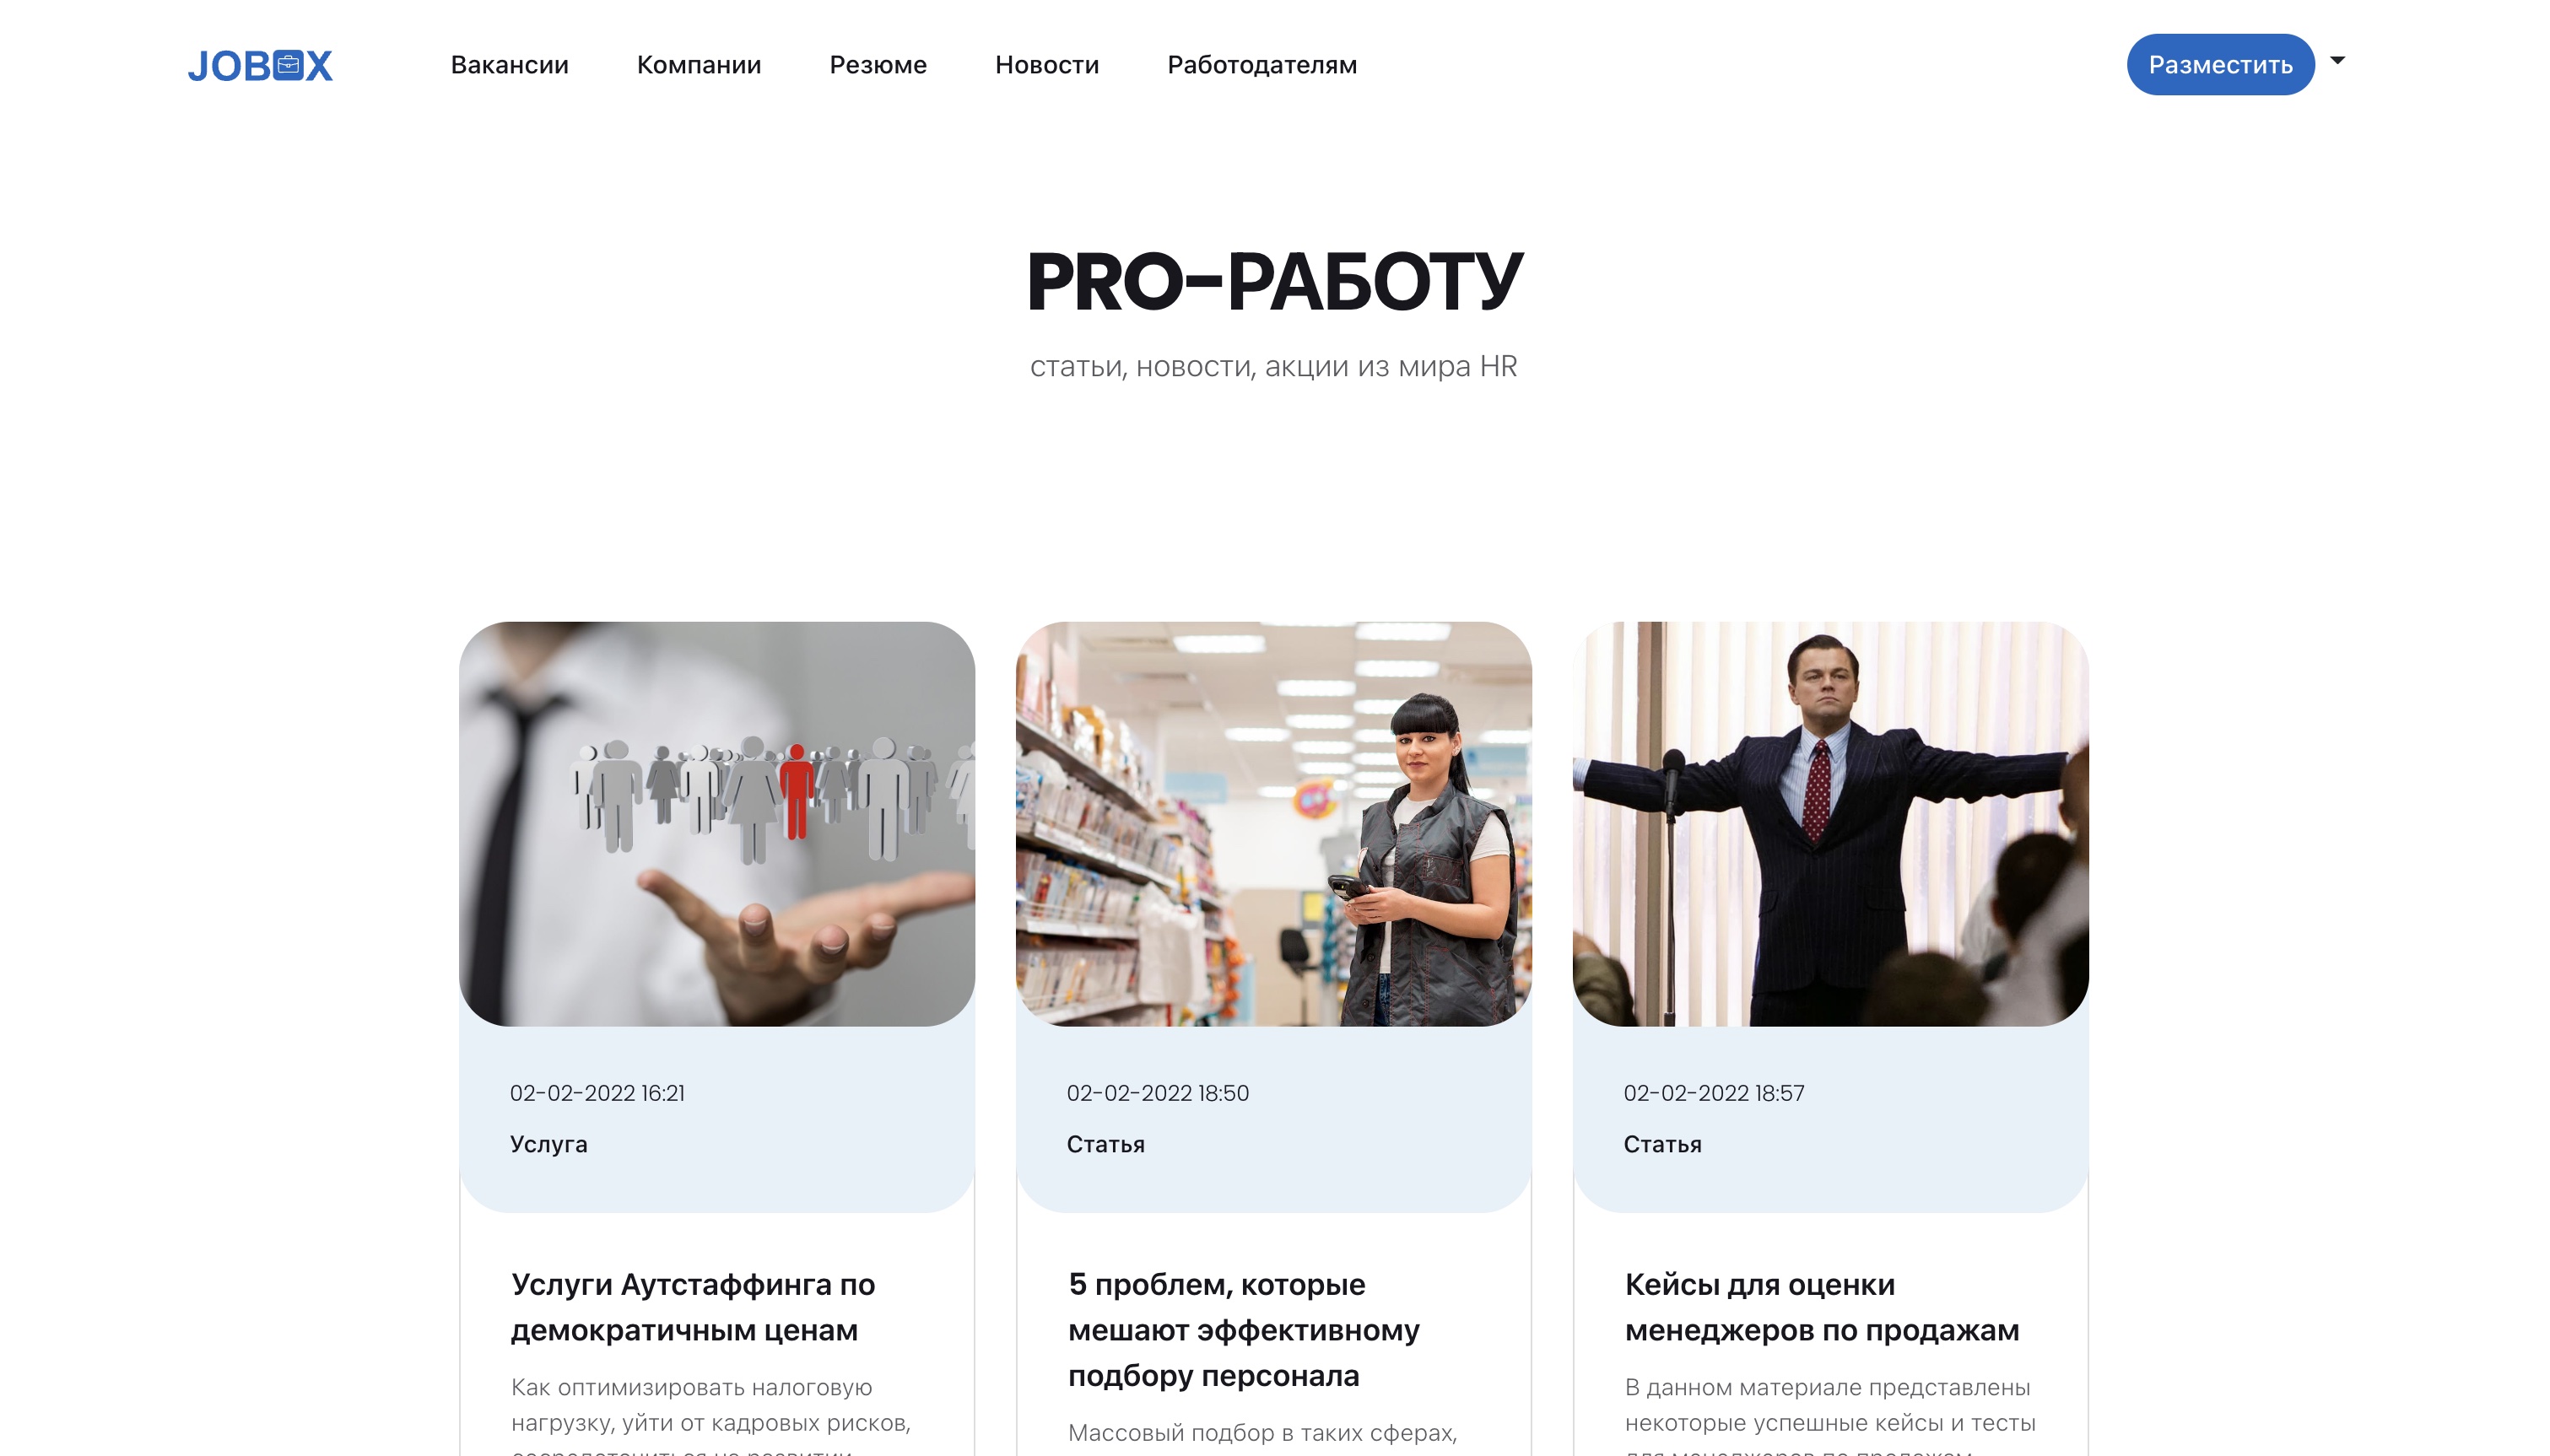 JOBOX
Вакансии
Компании
Резюме
Новости
Работодателям
Разместить
PRO-РАБОТУ
статьи, новости, акции из мира HR
02-02-2022 16:21
Услуга
Услуги Аутстаффинга по
демократичным ценам
Как оптимизировать налоговую
нагрузку, уйти от кадровых рисков,
02-02-2022 18:50
Статья
5 проблем, которые
мешают эффективному
подбору персонала
Массовый подбор в таких сферах,
02-02-2022 18:57
Статья
Кейсы для оценки
менеджеров по продажам
В данном материале представлены
некоторые успешные кейсы и тесты